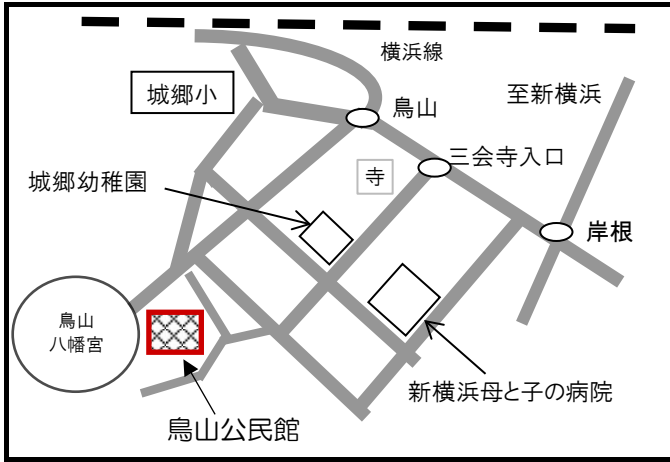 横浜線
城郷小
鳥山
至新横浜
三会寺入口
寺
城郷幼稚園
岸根
鳥山
八幡宮
新横浜母と子の病院
鳥山公民館